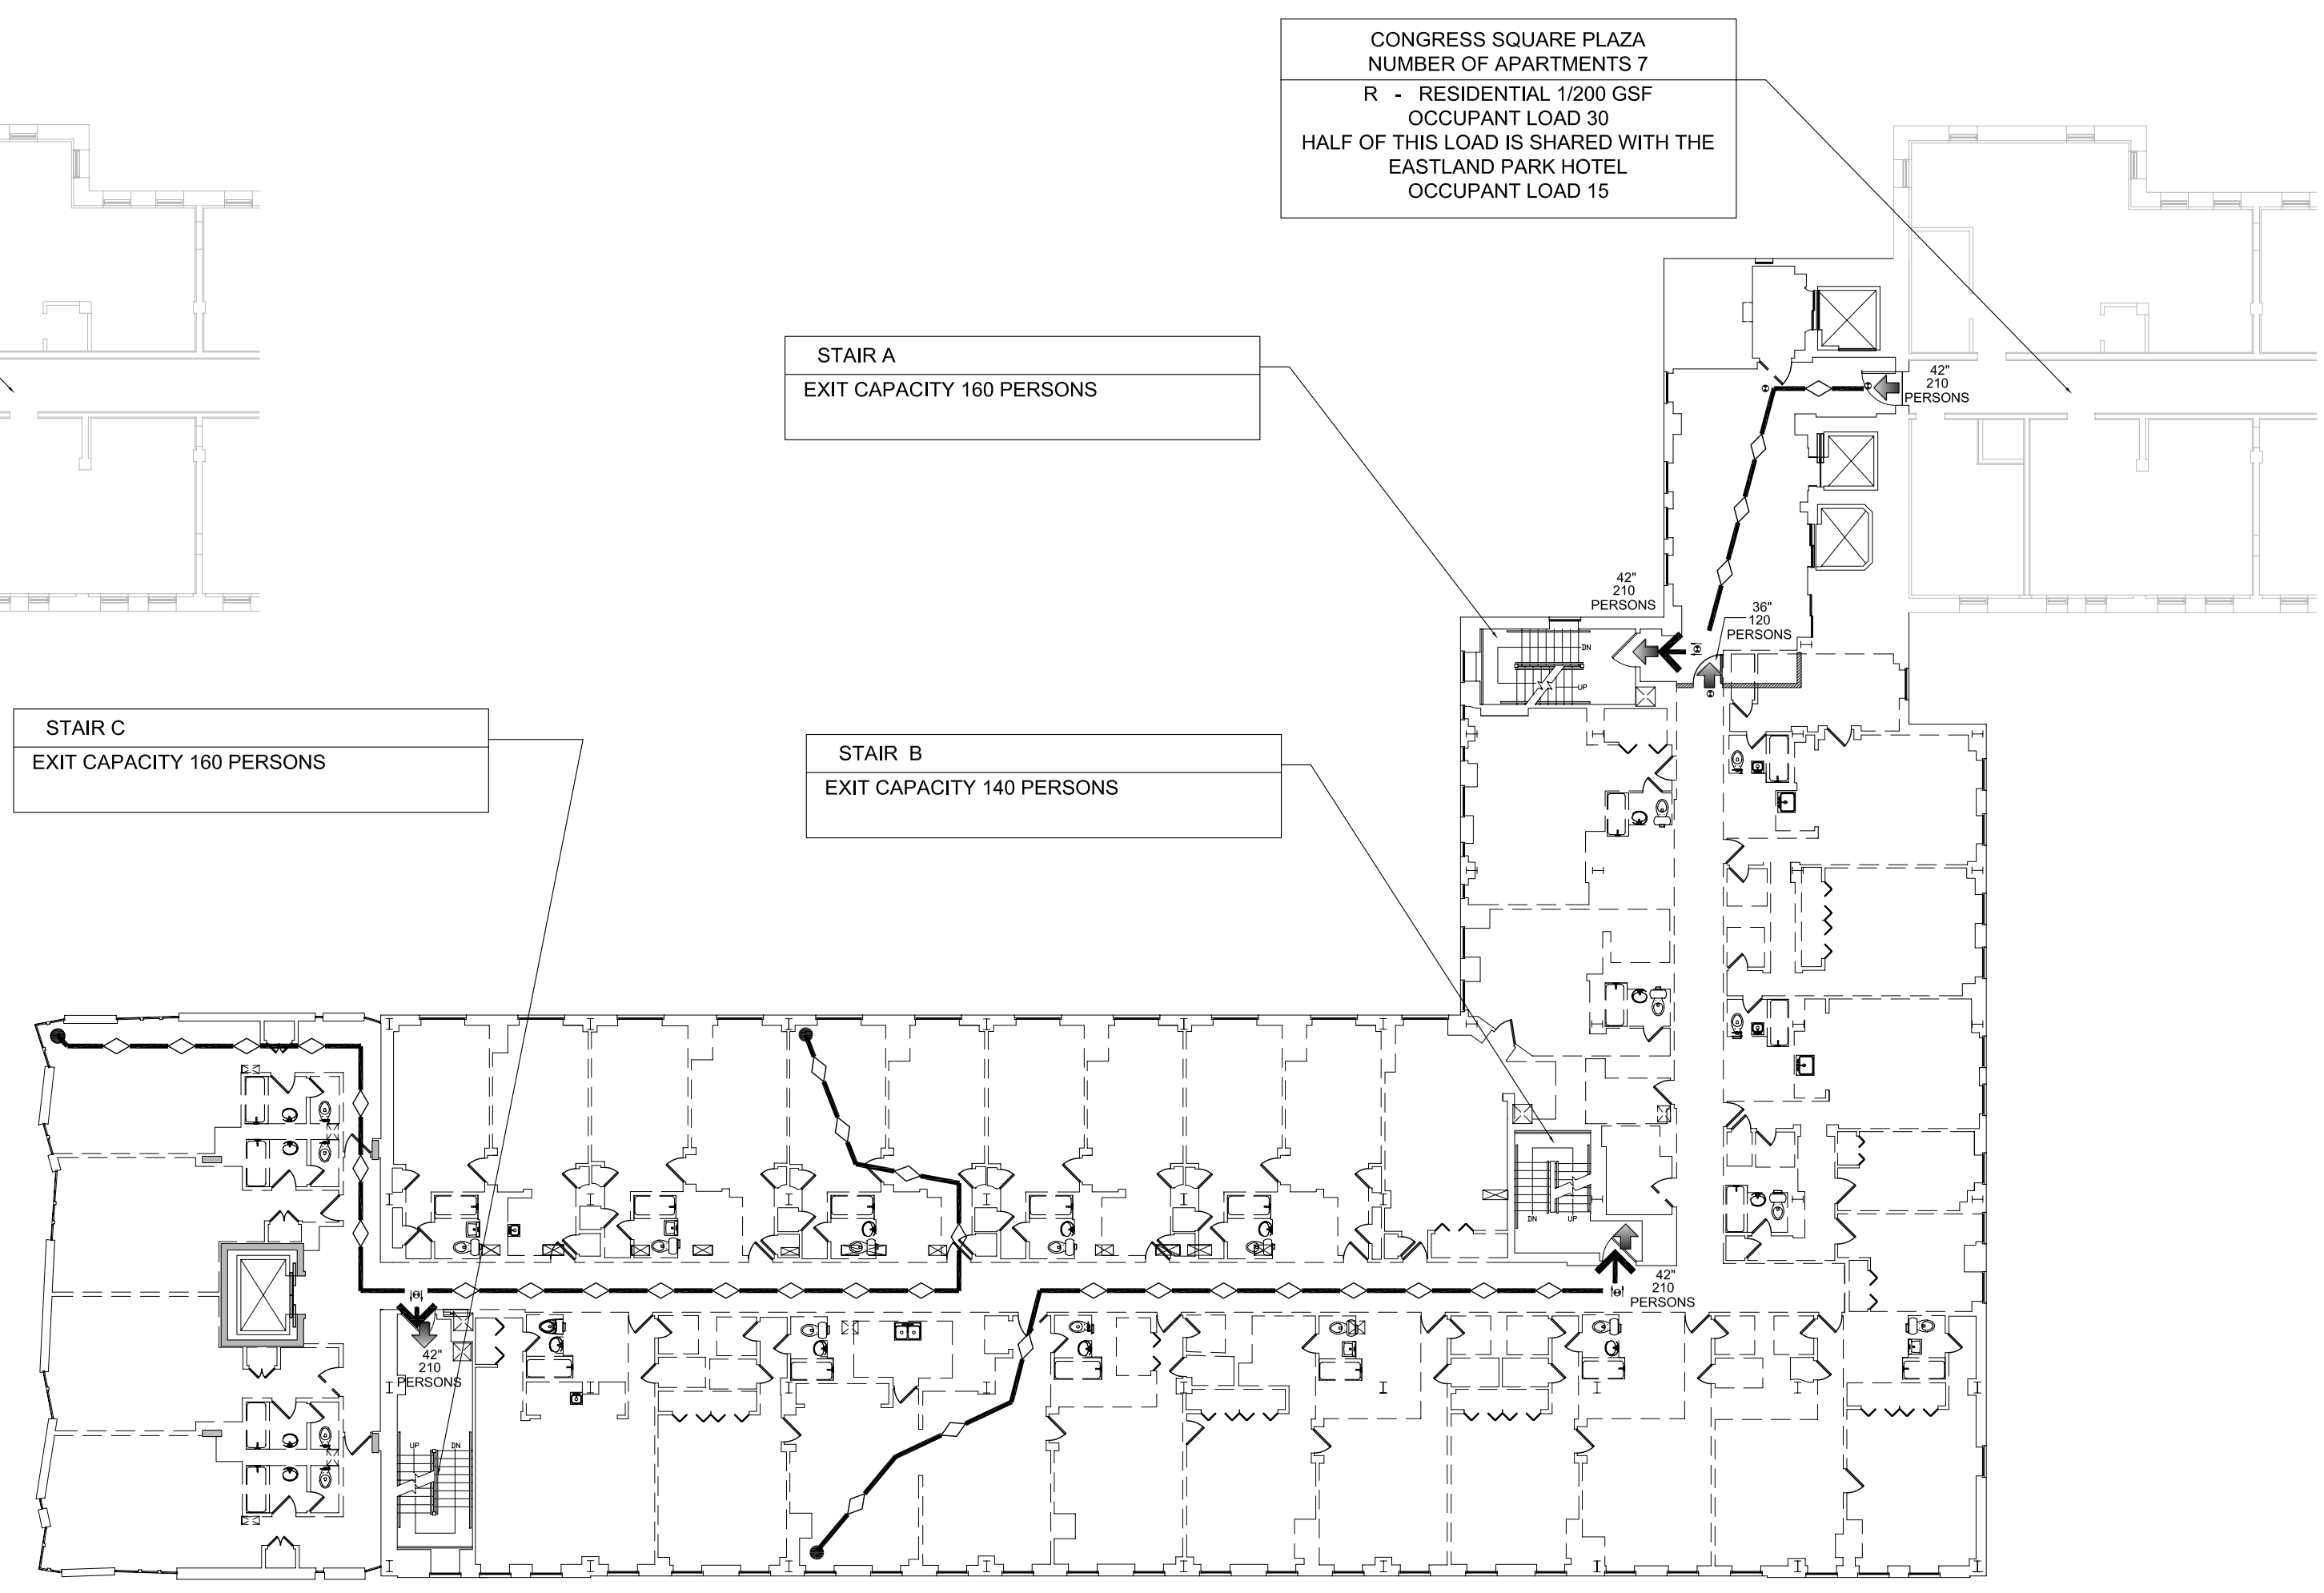 CONGRESS SQUARE PLAZA
NUMBER OF APARTMENTS 7
R - RESIDENTIAL 1/200 GSF
OCCUPANT LOAD 30
HALF OF THIS LOAD IS SHARED WITH THE
EASTLAND PARK HOTEL
OCCUPANT LOAD 15
STAIR A
EXIT CAPACITY 160 PERSONS
42"
210
PERSONS
42"
210
PERSONS
36"
120
PERSONS
DN
UP
STAIR C
EXIT CAPACITY 160 PERSONS
STAIR B
EXIT CAPACITY 140 PERSONS
DN
UP
42"
210
PERSONS
42"
210
PERSONS
UP
DN